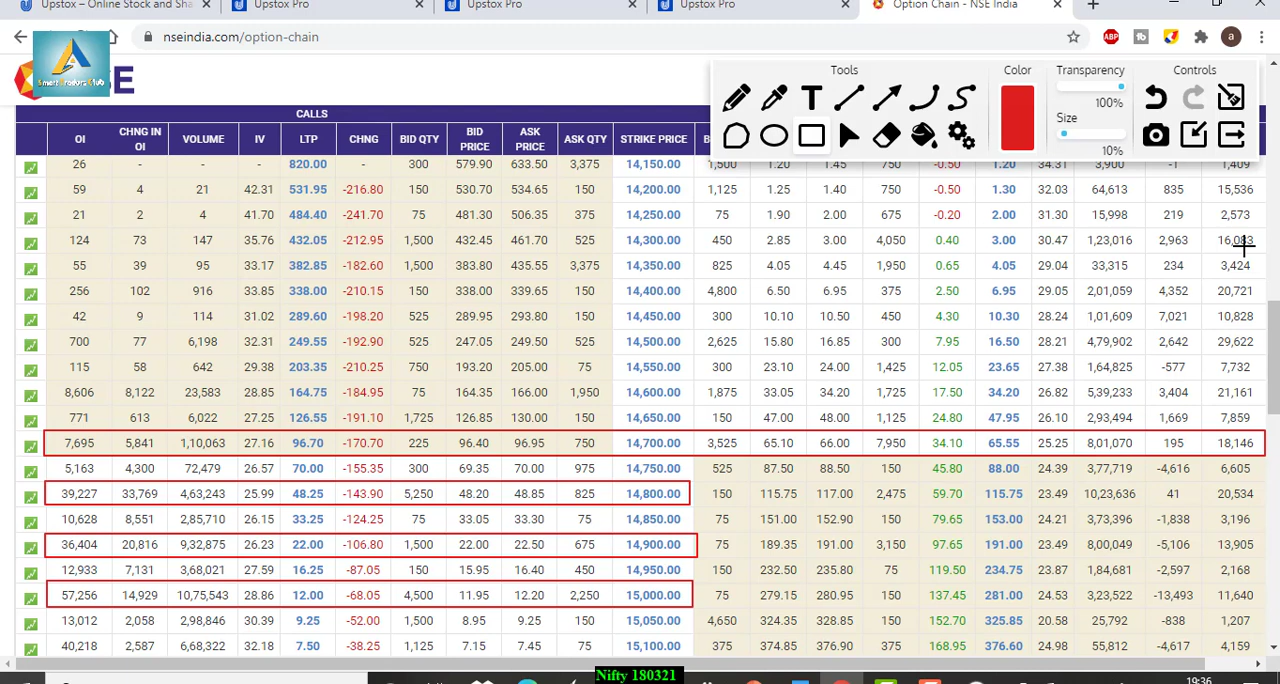 Upstox – Online Stock and Sha × Upstox Pro × Upstox Pro × Upstox Pro × Option Chain - NSE India × +
nseindia.com/option-chain ABP a
Smart Product Club
Tools Color Transparency Controls
100%
Size
10%
CALLS
OI CHNG IN OI VOLUME IV LTP CHNG BID QTY BID PRICE ASK PRICE ASK QTY STRIKE PRICE
26 - - - 820.00 - 300 579.90 633.50 3,375 14,150.00 1,500 1.20 1.45 750 -0.50 1.20 34.31 3,900 -1 1,409
59 4 21 42.31 531.95 -216.80 150 530.70 534.65 150 14,200.00 1,125 1.25 1.40 750 -0.50 1.30 32.03 64,613 835 15,536
21 2 4 41.70 484.40 -241.70 75 481.30 506.35 375 14,250.00 75 1.90 2.00 675 -0.20 2.00 31.30 15,998 219 2,573
124 73 147 35.76 432.05 -212.95 1,500 432.45 461.70 525 14,300.00 450 2.85 3.00 4,050 0.40 3.00 30.47 1,23,016 2,963 16,083
55 39 95 33.17 382.85 -182.60 1,500 383.80 435.55 3,375 14,350.00 825 4.05 4.45 1,950 0.65 4.05 29.04 33,315 234 3,424
256 102 916 33.85 338.00 -210.15 150 338.00 339.65 150 14,400.00 4,800 6.50 6.95 375 2.50 6.95 29.05 2,01,059 4,352 20,721
42 9 114 31.02 289.60 -198.20 525 289.95 293.80 150 14,450.00 300 10.10 10.50 450 4.30 10.30 28.24 1,01,609 7,021 10,828
700 77 6,198 32.31 249.55 -192.90 525 247.05 249.50 525 14,500.00 2,625 15.80 16.85 300 7.95 16.50 28.21 4,79,902 2,642 29,622
115 58 642 29.38 203.35 -210.25 750 193.20 205.00 75 14,550.00 300 23.10 24.00 1,425 12.05 23.65 27.38 1,64,825 -577 7,732
8,606 8,122 23,583 28.85 164.75 -184.95 75 164.35 166.00 1,950 14,600.00 1,875 33.05 34.20 1,650 17.50 34.20 26.82 5,39,233 3,404 21,161
771 613 6,022 27.25 126.55 -191.10 1,725 126.85 130.00 150 14,650.00 150 47.00 48.00 1,125 24.80 47.95 26.10 2,93,494 1,669 7,859
7,695 5,841 1,10,063 27.16 96.70 -170.70 225 96.40 96.95 750 14,700.00 3,525 65.10 66.00 7,950 34.10 65.55 25.25 8,01,070 195 18,146
5,163 4,300 72,479 26.57 70.00 -155.35 300 69.35 70.00 975 14,750.00 525 87.50 88.50 150 45.80 88.00 24.39 3,77,719 -4,616 6,605
39,227 33,769 4,63,243 25.99 48.25 -143.90 5,250 48.20 48.85 825 14,800.00 150 115.75 117.00 2,475 59.70 115.75 23.49 10,23,636 41 20,534
10,628 8,551 2,85,710 26.15 33.25 -124.25 75 33.05 33.30 75 14,850.00 75 151.00 152.90 150 79.65 153.00 24.21 3,73,396 -1,838 3,196
36,404 20,816 9,32,875 26.23 22.00 -106.80 1,500 22.00 22.50 675 14,900.00 75 189.35 191.00 3,150 97.65 191.00 23.49 8,00,049 -5,106 13,905
12,933 7,131 3,68,021 27.59 16.25 -87.05 150 15.95 16.40 450 14,950.00 150 232.50 235.80 75 119.50 234.75 23.27 1,84,681 -2,597 2,168
57,256 14,929 10,75,543 28.86 12.00 -68.05 4,500 11.95 12.20 2,250 15,000.00 75 279.15 280.95 150 137.45 281.00 24.53 3,23,522 -13,493 11,640
13,012 2,058 2,98,846 30.39 9.25 -52.00 1,500 8.95 9.25 150 15,050.00 4,650 324.35 328.85 150 152.70 325.85 20.58 25,792 -838 1,207
40,218 2,587 6,68,322 32.18 7.50 -38.25 1,125 7.15 7.45 75 15,100.00 375 374.85 376.90 375 168.95 376.60 24.98 55,812 -4,617 4,159
Nifty 180321
19:36